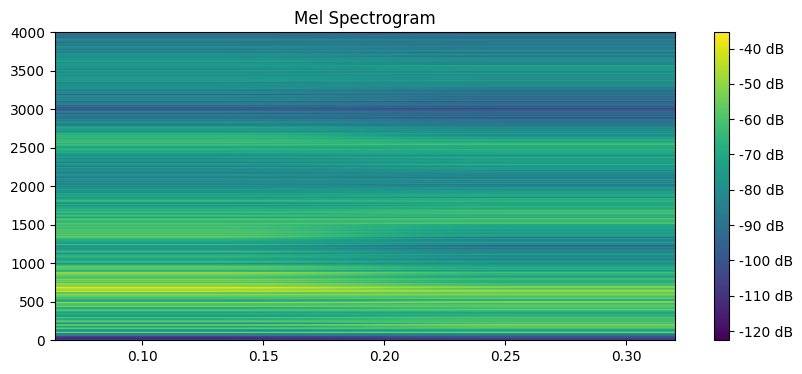 Mel Spectrogram
4000
3500
3000
2500
2000
1500
1000
500
0
0.10 0.15 0.20 0.25 0.30
-40 dB
-50 dB
-60 dB
-70 dB
-80 dB
-90 dB
-100 dB
-110 dB
-120 dB